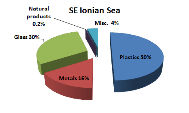 SE Ionian Sea
Natural
products
0.2%
Misc. 4%
Glass 30%
Plastics 50%
Metals 16%